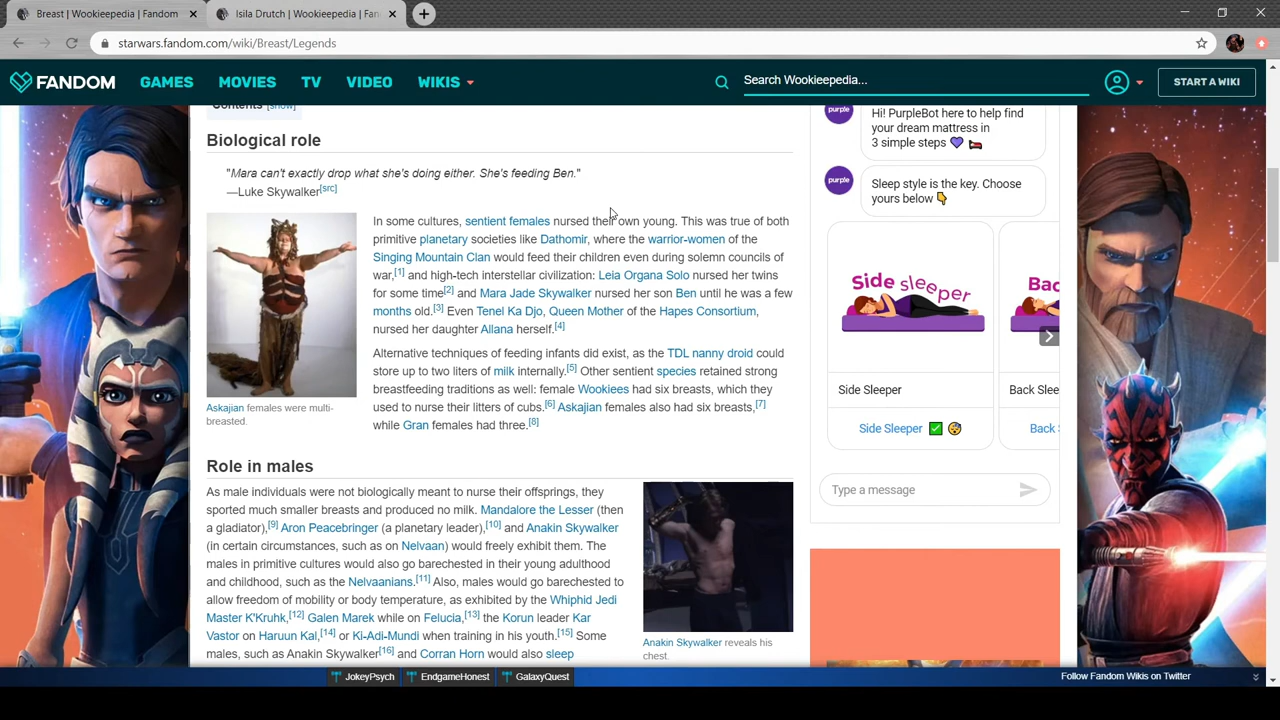 Breast | Wookieepedia | Fandom
Isila Drutch | Wookieepedia | Fan
starwars.fandom.com/wiki/Breast/Legends
FANDOM
GAMES
MOVIES
TV
VIDEO
WIKIS
Search Wookieepedia...
START A WIKI
Contents [show]
Biological role
"Mara can't exactly drop what she's doing either. She's feeding Ben."
―Luke Skywalker[src]
Askajian females were multi-
breasted.
In some cultures, sentient females nursed their own young. This was true of both
primitive planetary societies like Dathomir, where the warrior-women of the
Singing Mountain Clan would feed their children even during solemn councils of
war,[1] and high-tech interstellar civilization: Leia Organa Solo nursed her twins
for some time[2] and Mara Jade Skywalker nursed her son Ben until he was a few
months old.[3] Even Tenel Ka Djo, Queen Mother of the Hapes Consortium,
nursed her daughter Allana herself.[4]
Alternative techniques of feeding infants did exist, as the TDL nanny droid could
store up to two liters of milk internally.[5] Other sentient species retained strong
breastfeeding traditions as well: female Wookiees had six breasts, which they
used to nurse their litters of cubs.[6] Askajian females also had six breasts,[7]
while Gran females had three.[8]
Role in males
As male individuals were not biologically meant to nurse their offsprings, they
sported much smaller breasts and produced no milk. Mandalore the Lesser (then
a gladiator),[9] Aron Peacebringer (a planetary leader),[10] and Anakin Skywalker
(in certain circumstances, such as on Nelvaan) would freely exhibit them. The
males in primitive cultures would also go barechested in their young adulthood
and childhood, such as the Nelvaanians.[11] Also, males would go barechested to
allow freedom of mobility or body temperature, as exhibited by the Whiphid Jedi
Master K'Kruhk,[12] Galen Marek while on Felucia,[13] the Korun leader Kar
Vastor on Haruun Kal,[14] or Ki-Adi-Mundi when training in his youth.[15] Some
males, such as Anakin Skywalker[16] and Corran Horn would also sleep
Anakin Skywalker reveals his
chest.
purple
Hi! PurpleBot here to help find
your dream mattress in
3 simple steps 💜 🛌
purple
Sleep style is the key. Choose
yours below 👇
Side sleeper
Bac
Side Sleeper
Back Slee
Side Sleeper ✅ 😴
Back
Type a message
JokeyPsych
EndgameHonest
GalaxyQuest
Follow Fandom Wikis on Twitter